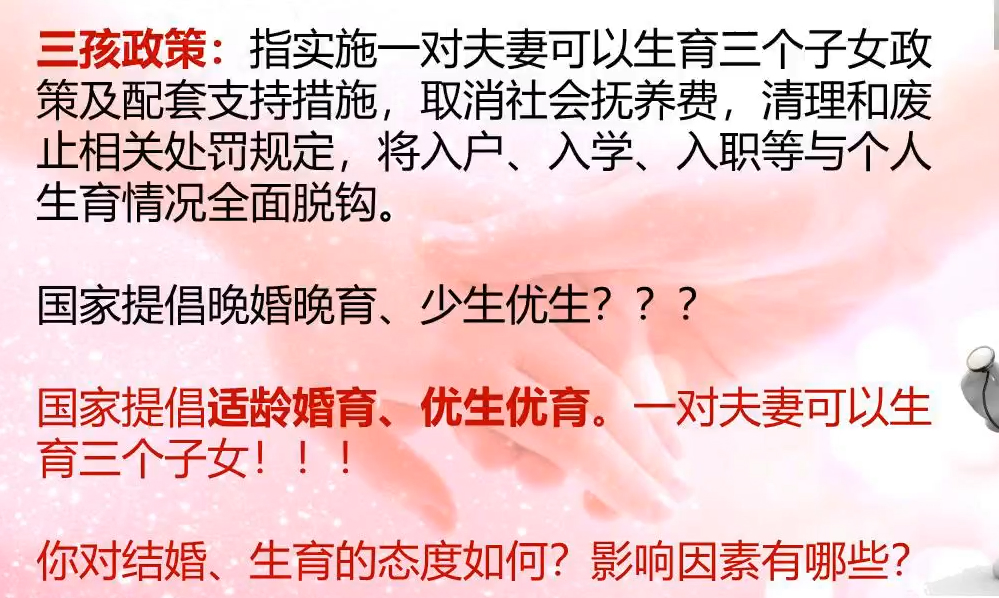 三孩政策：指实施一对夫妻可以生育三个子女政
策及配套支持措施，取消社会抚养费，清理和废
止相关处罚规定，将入户、入学、入职等与个人
生育情况全面脱钩。
国家提倡晚婚晚育、少生优生？？？
国家提倡适龄婚育、优生优育。一对夫妻可以生
育三个子女！！！
你对结婚、生育的态度如何？影响因素有哪些？